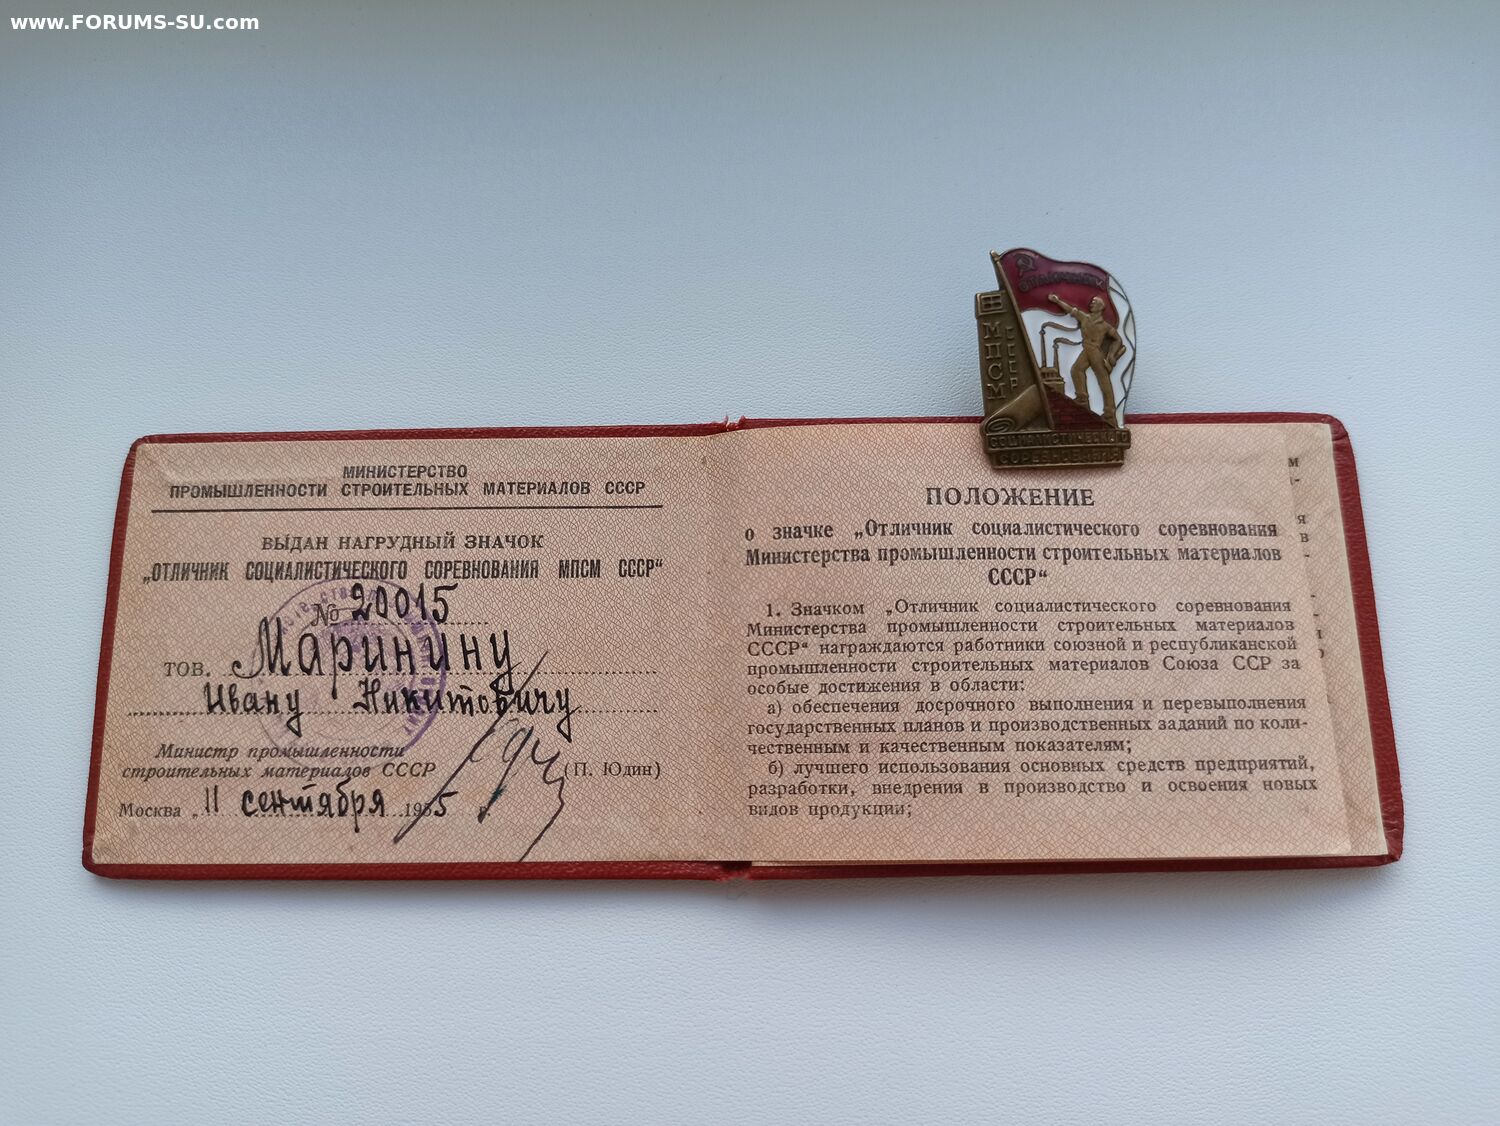 www.FORUMS-SU.com
ОТЛИЧНИКУ
МПСМ
СССР
СОЦИАЛИСТИЧЕСКОГО
СОРЕВНОВАНИЯ
МИНИСТЕРСТВО
ПРОМЫШЛЕННОСТИ СТРОИТЕЛЬНЫХ МАТЕРИАЛОВ СССР
ВЫДАН НАГРУДНЫЙ ЗНАЧОК
„ОТЛИЧНИК СОЦИАЛИСТИЧЕСКОГО СОРЕВНОВАНИЯ МПСМ СССР“
№ 20015
ТОВ. Маринину
Ивану Никитовичу
Министр промышленности
строительных материалов СССР (П. Юдин)
Москва „11 сентября 1955 г.
ПОЛОЖЕНИЕ
о значке „Отличник социалистического соревнования
Министерства промышленности строительных материалов
СССР“
1. Значком „Отличник социалистического соревнования
Министерства промышленности строительных материалов
СССР“ награждаются работники союзной и республиканской
промышленности строительных материалов Союза ССР за
особые достижения в области:
а) обеспечения досрочного выполнения и перевыполнения
государственных планов и производственных заданий по коли-
чественным и качественным показателям;
б) лучшего использования основных средств предприятий,
разработки, внедрения в производство и освоения новых
видов продукции;